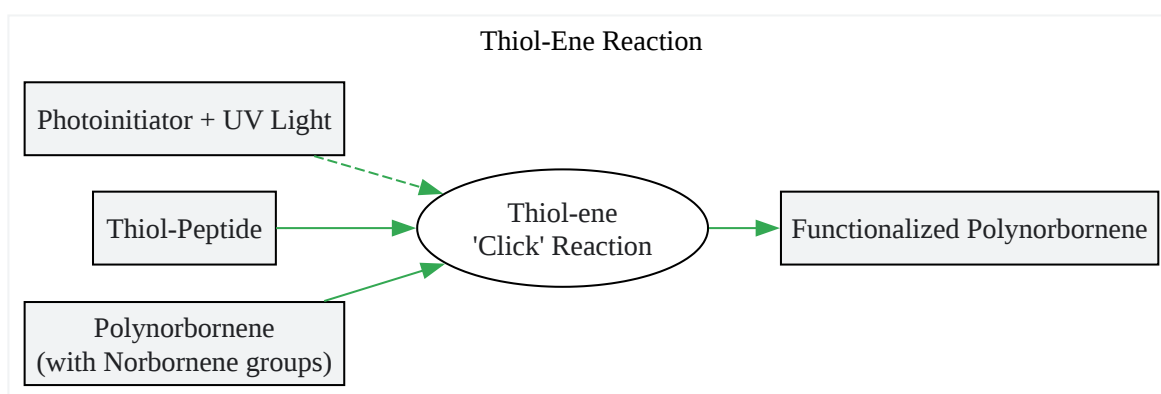 Thiol-Ene Reaction
Photoinitiator + UV Light
Thiol-Peptide
Polynorbornene
(with Norbornene groups)
Thiol-ene
'Click' Reaction
Functionalized Polynorbornene